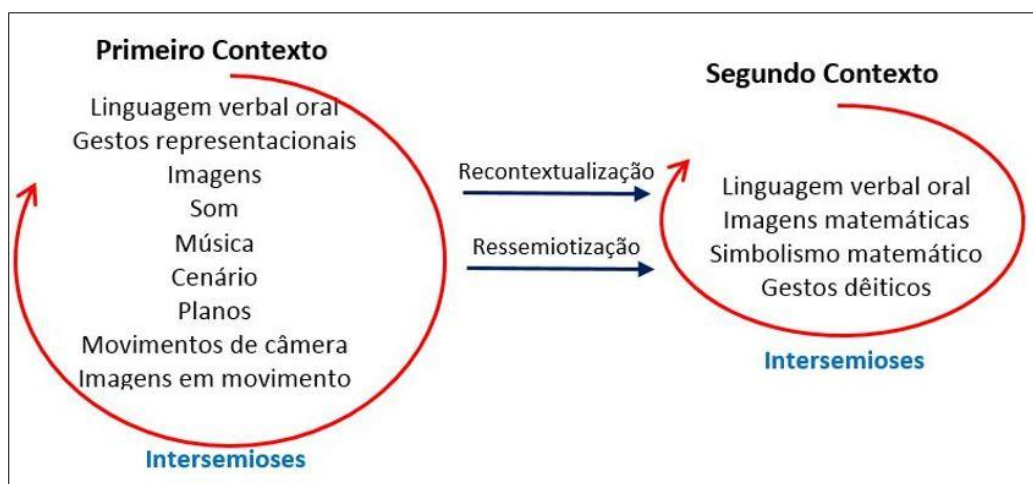 Primeiro Contexto
Linguagem verbal oral
Gestos representacionais
Imagens
Som
Música
Cenário
Planos
Movimentos de câmera
Imagens em movimento
Intersemioses
Recontextualização
Ressemiotização
Segundo Contexto
Linguagem verbal oral
Imagens matemáticas
Simbolismo matemático
Gestos dêiticos
Intersemioses